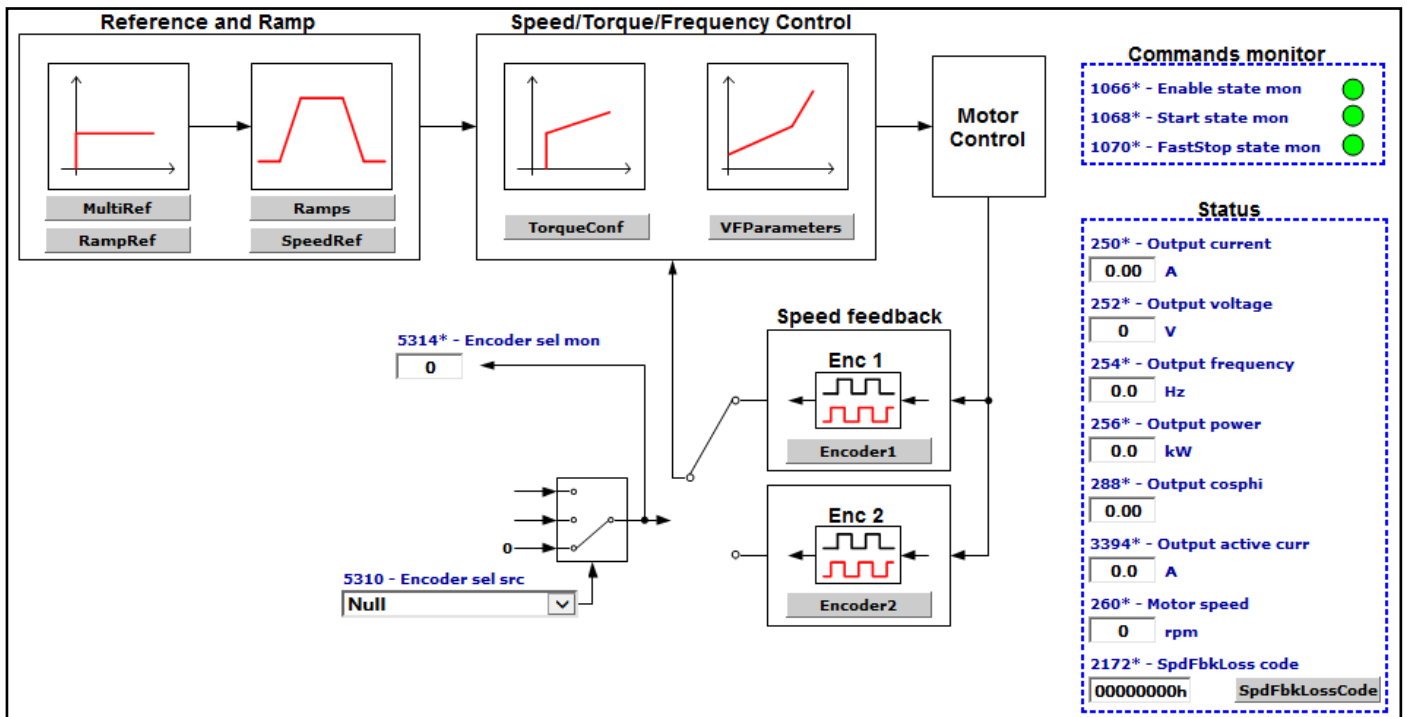 Reference and Ramp
Speed/Torque/Frequency Control
MultiRef
Ramps
RampRef
SpeedRef
TorqueConf
VFParameters
Motor
Control
Commands monitor
1066* - Enable state mon
1068* - Start state mon
1070* - FastStop state mon
5314* - Encoder sel mon
0
Speed feedback
Enc 1
Encoder1
Enc 2
Encoder2
0
5310 - Encoder sel src
Null
Status
250* - Output current
0.00 A
252* - Output voltage
0 V
254* - Output frequency
0.0 Hz
256* - Output power
0.0 kW
288* - Output cosphi
0.00
3394* - Output active curr
0.0 A
260* - Motor speed
0 rpm
2172* - SpdFbkLoss code
00000000h SpdFbkLossCode